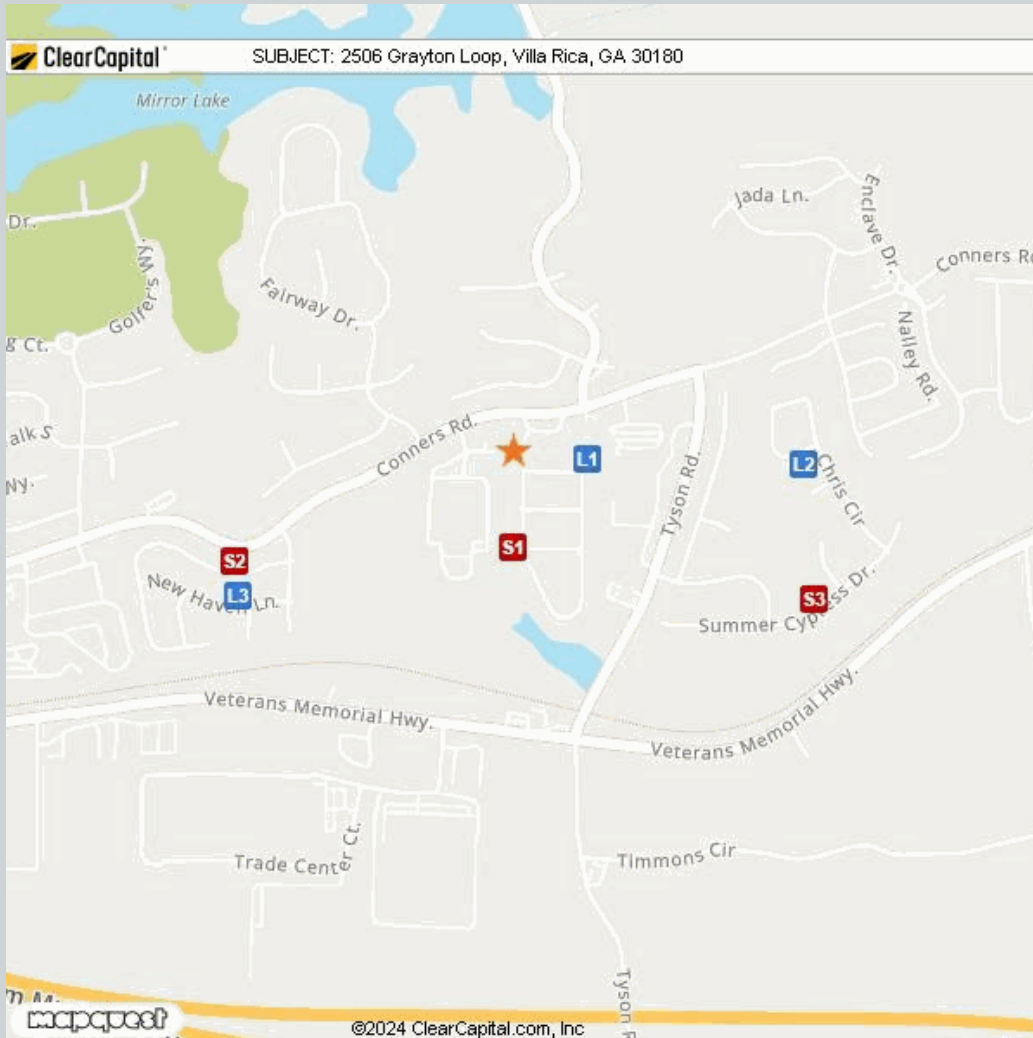 ClearCapital
SUBJECT: 2506 Grayton Loop, Villa Rica, GA 30180
Mirror Lake
Jada Ln.
Enclave Dr.
Dr.
Conners Rd
Golfer's Wy.
Fairway Dr.
g Ct.
Nalley Rd.
alk S
Conners Rd.
L1
L2
Chris Cir
Ny.
Tyson Rd.
S1
S2
New Haven Ln.
L3
S3
Summer Cypress Dr.
Veterans Memorial Hwy.
Veterans Memorial Hwy.
Trade Center Ct.
Timmons Cir
Tyson R
mapquest
©2024 ClearCapital.com, Inc